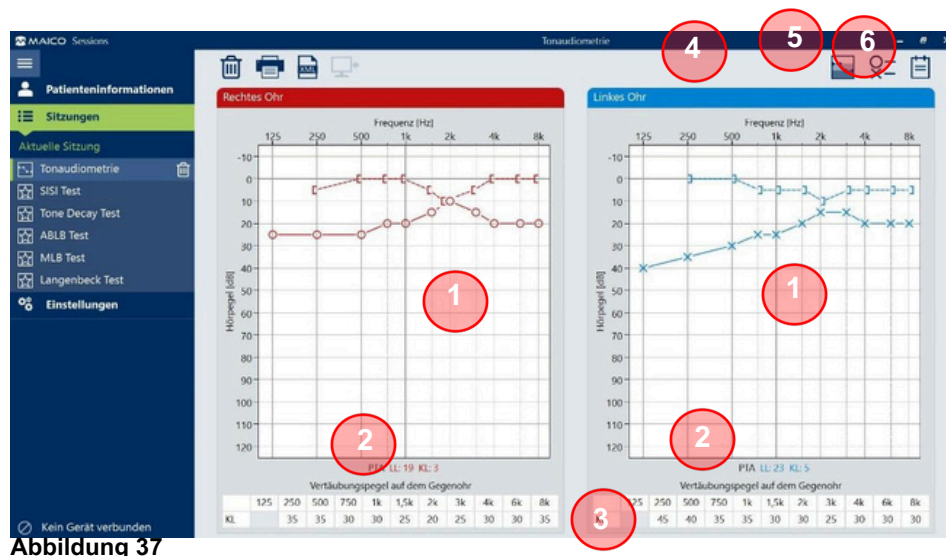 MAICO Sessions
Tonaudiometrie
4
5
6
Patienteninformationen
Sitzungen
Aktuelle Sitzung
Tonaudiometrie
SISI Test
Tone Decay Test
ABLB Test
MLB Test
Langenbeck Test
Einstellungen
Kein Gerät verbunden
XML
Rechtes Ohr
Frequenz [Hz]
125 250 500 1k 2k 4k 8k
-10
0
10
20
30
40
50
60
70
80
90
100
110
120
Hörpegel [dB]
1
2
PTA LL: 19 KL: 3
Vertäubungspegel auf dem Gegenohr
125 250 500 750 1k 1,5k 2k 3k 4k 6k 8k
KL 35 35 30 30 25 20 25 30 30 35
Linkes Ohr
Frequenz [Hz]
125 250 500 1k 2k 4k 8k
-10
0
10
20
30
40
50
60
70
80
90
100
110
120
Hörpegel [dB]
1
2
PTA LL: 23 KL: 5
Vertäubungspegel auf dem Gegenohr
125 250 500 750 1k 1,5k 2k 3k 4k 6k 8k
3
45 40 35 35 30 30 25 30 30 30
Abbildung 37